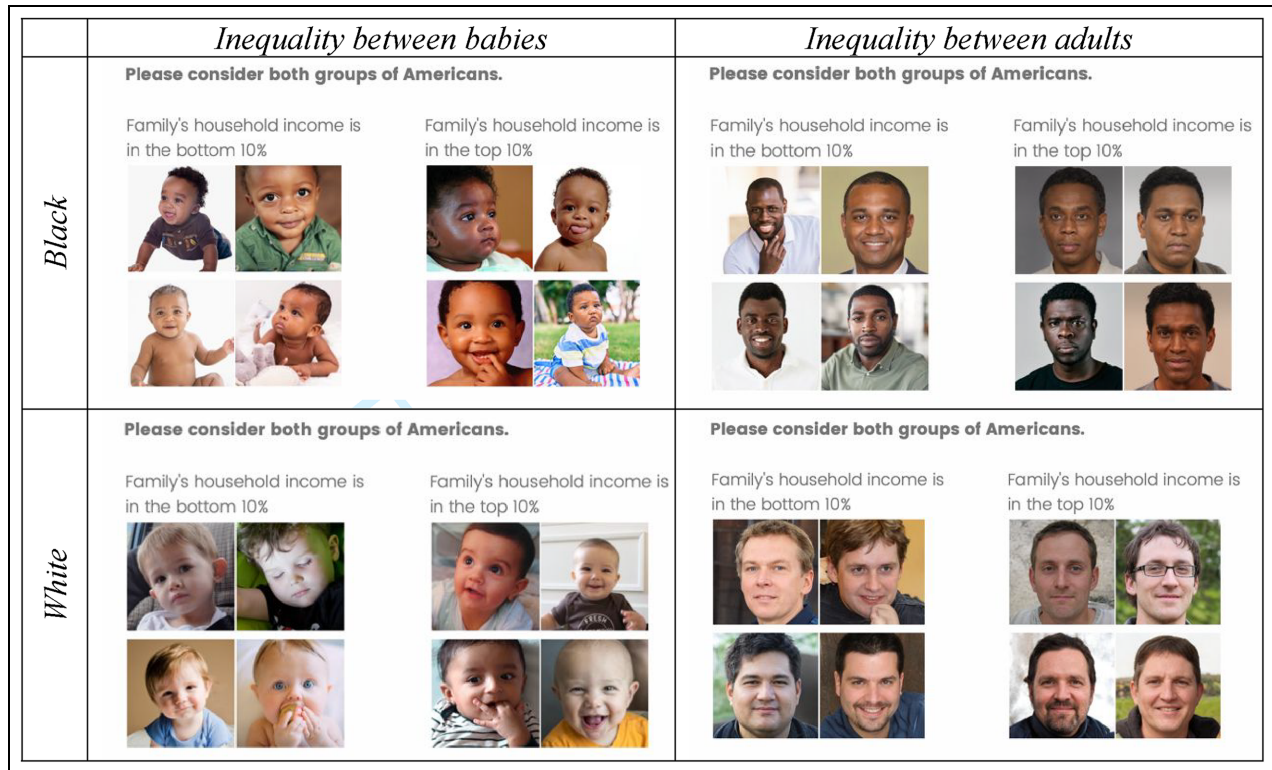 Inequality between babies
Inequality between adults
Black
Please consider both groups of Americans.
Family's household income is
in the bottom 10%
Family's household income is
in the top 10%
Please consider both groups of Americans.
Family's household income is
in the bottom 10%
Family's household income is
in the top 10%
White
Please consider both groups of Americans.
Family's household income is
in the bottom 10%
Family's household income is
in the top 10%
FRESH
Please consider both groups of Americans.
Family's household income is
in the bottom 10%
Family's household income is
in the top 10%